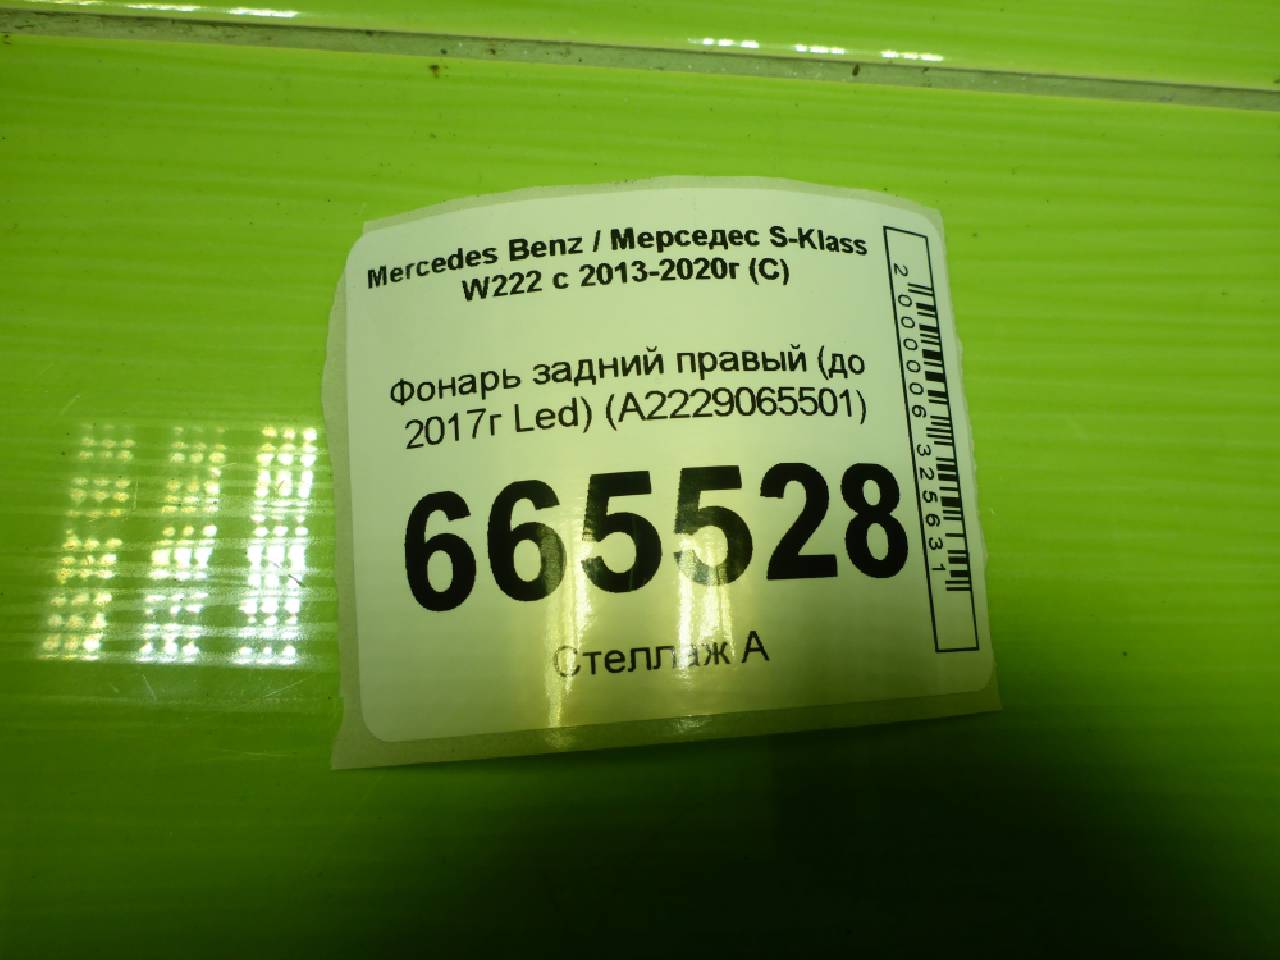 Mercedes Benz / Мерседес S-Klass
W222 с 2013-2020г (С)
Фонарь задний правый (до
2017г Led) (A2229065501)
665528
Стеллаж А
2000006325631